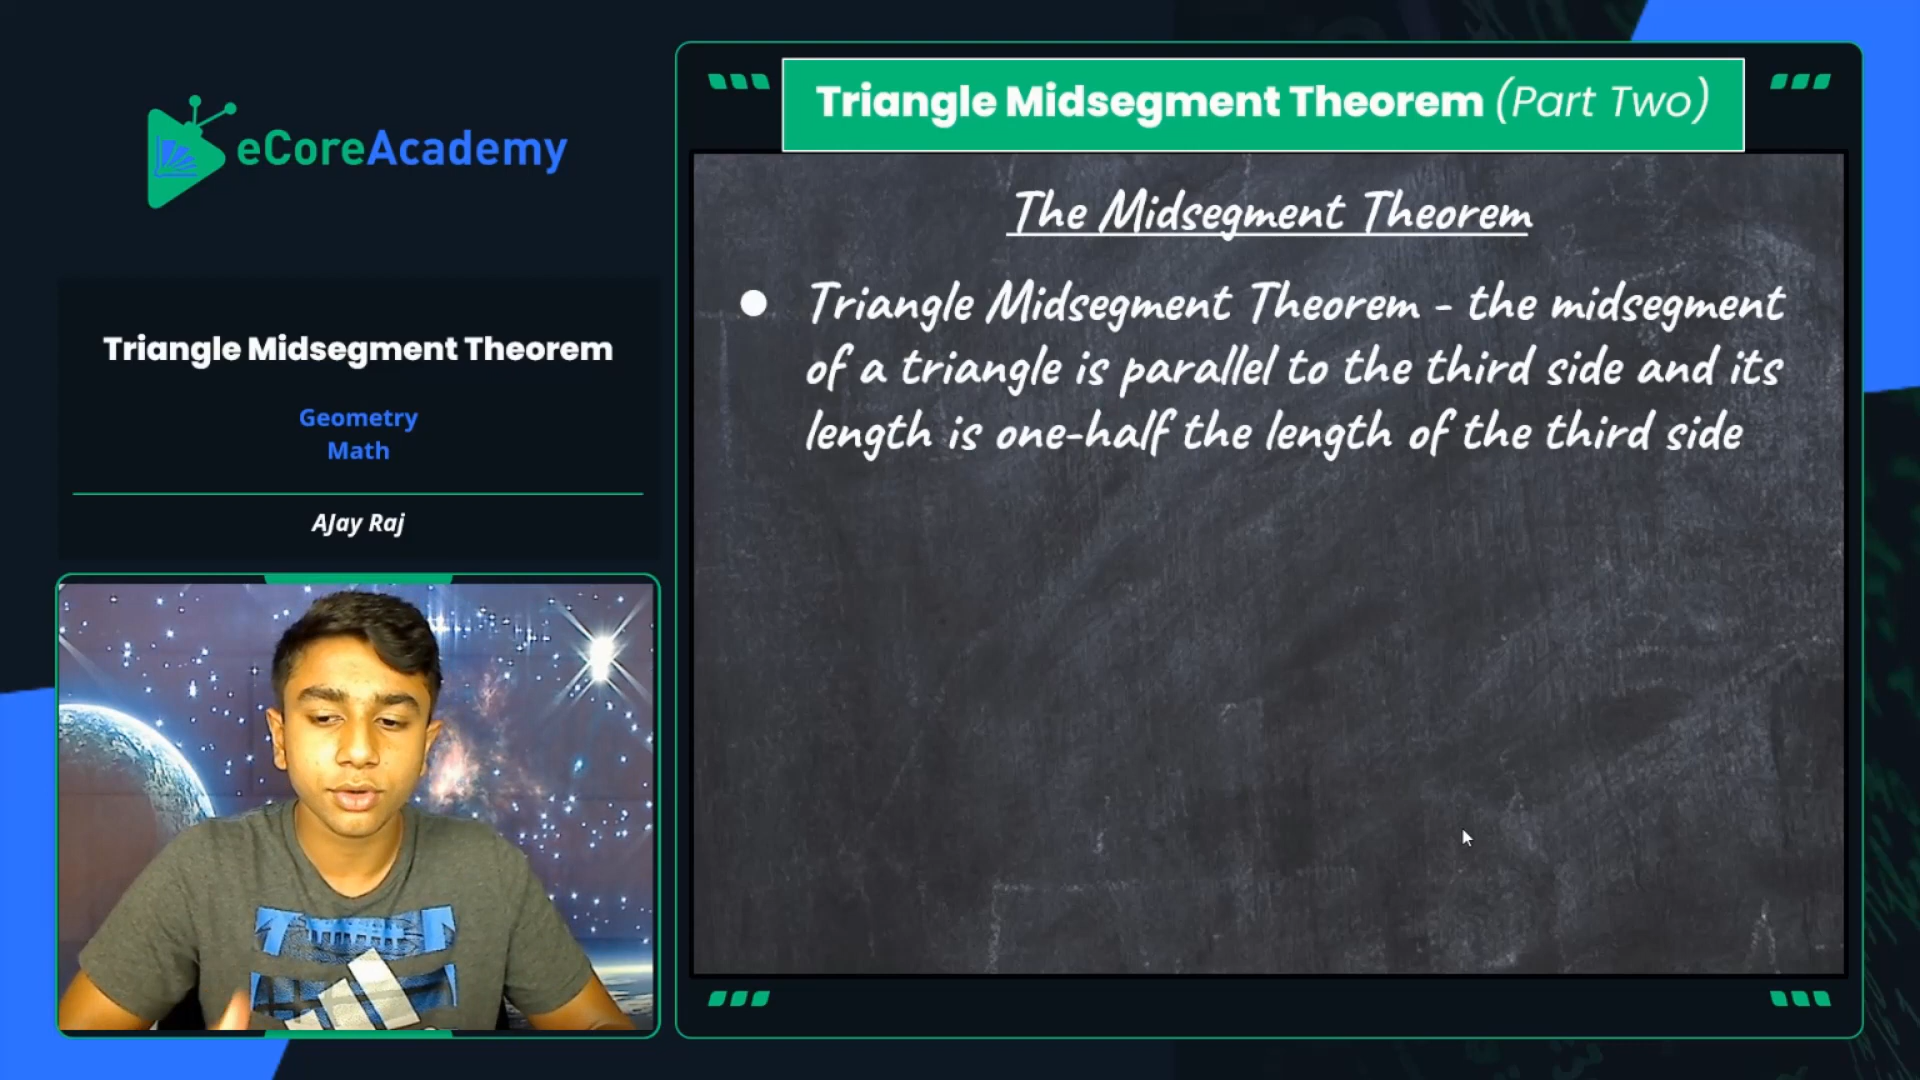 eCoreAcademy
Triangle Midsegment Theorem
Geometry
Math
AJay Raj
Triangle Midsegment Theorem (Part Two)
The Midsegment Theorem
● Triangle Midsegment Theorem - the midsegment
of a triangle is parallel to the third side and its
length is one-half the length of the third side